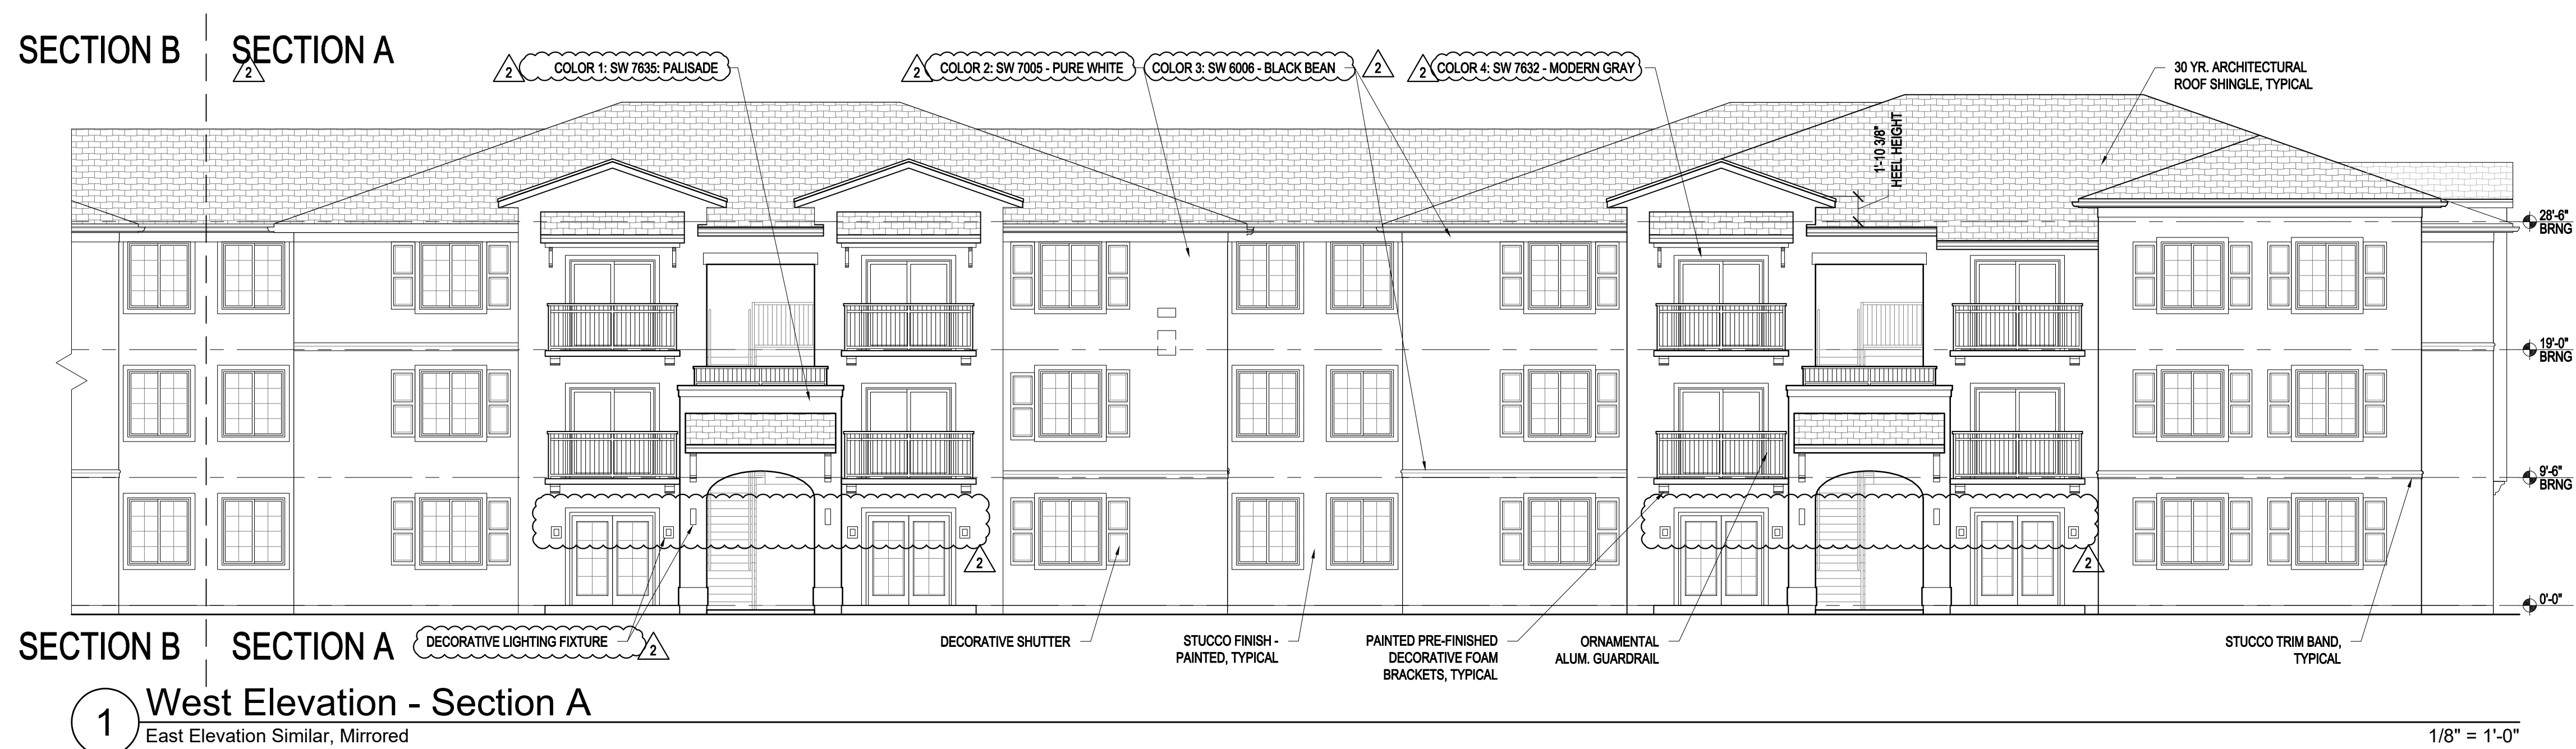 SECTION B
SECTION A
2
2
COLOR 1: SW 7635: PALISADE
2
COLOR 2: SW 7005 - PURE WHITE
COLOR 3: SW 6006 - BLACK BEAN
2
2
COLOR 4: SW 7632 - MODERN GRAY
30 YR. ARCHITECTURAL
ROOF SHINGLE, TYPICAL
1'-10 3/8"
HEEL HEIGHT
28'-6"
BRNG
19'-0"
BRNG
9'-6"
BRNG
2
2
0'-0"
SECTION B
SECTION A
DECORATIVE LIGHTING FIXTURE
2
DECORATIVE SHUTTER
STUCCO FINISH -
PAINTED, TYPICAL
PAINTED PRE-FINISHED
DECORATIVE FOAM
BRACKETS, TYPICAL
ORNAMENTAL
ALUM. GUARDRAIL
STUCCO TRIM BAND,
TYPICAL
1
West Elevation - Section A
East Elevation Similar, Mirrored
1/8" = 1'-0"